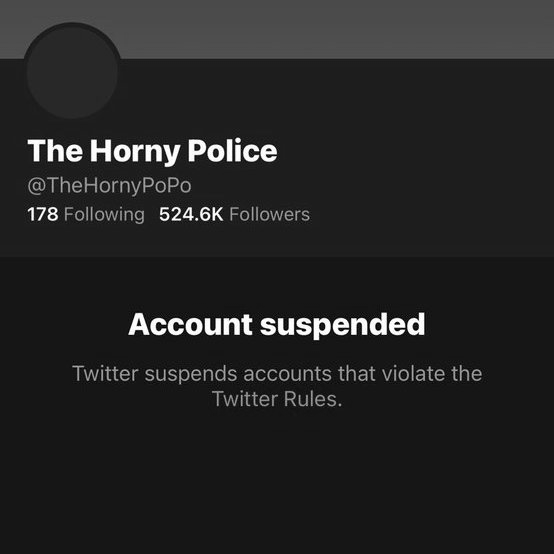 The Horny Police
@TheHornyPoPo
178 Following 524.6K Followers
Account suspended
Twitter suspends accounts that violate the
Twitter Rules.